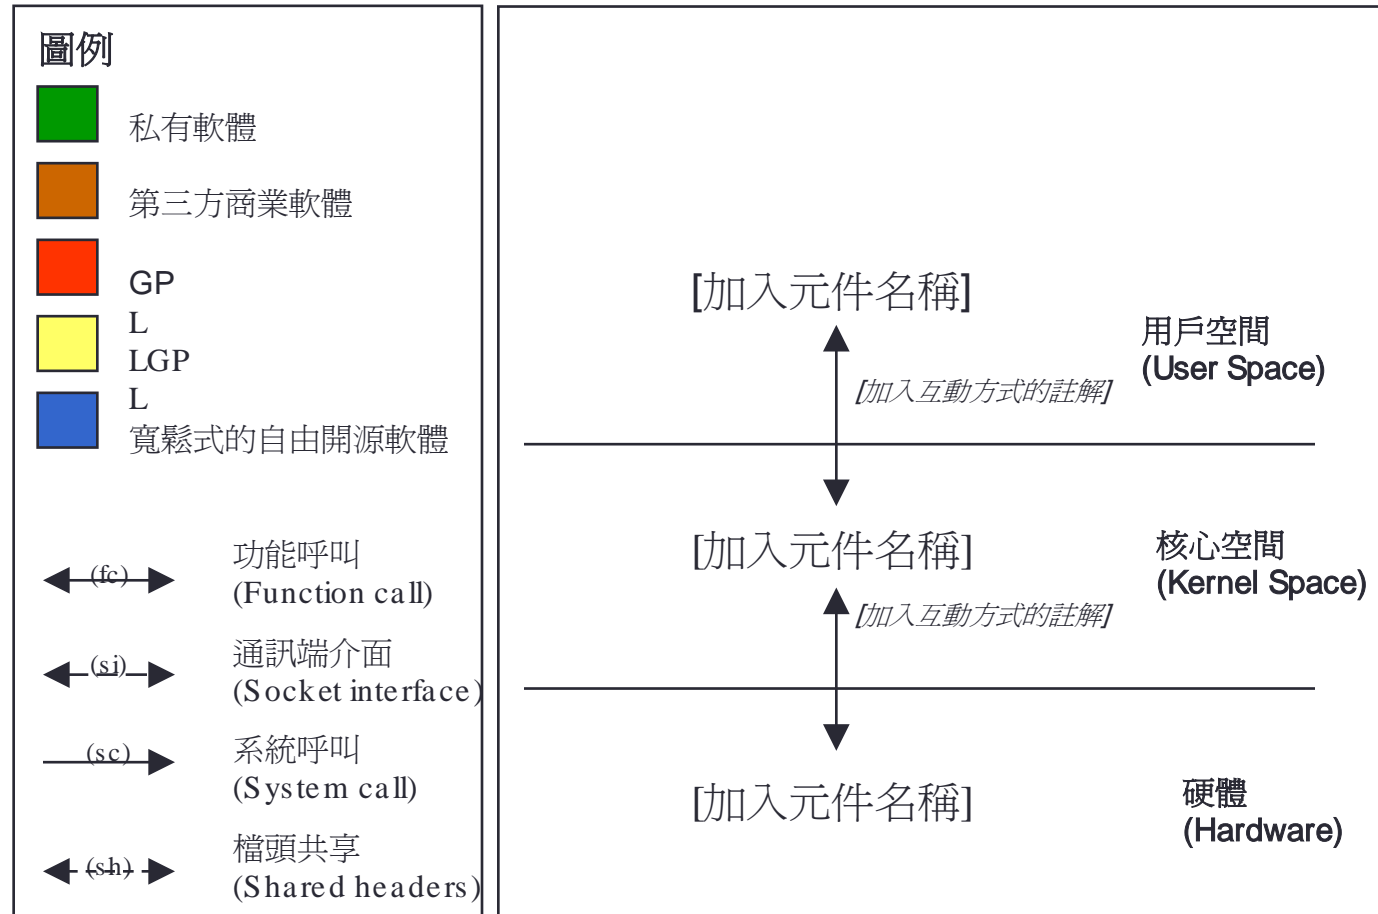 圖例
私有軟體
第三方商業軟體
GP
L
LGP
L
寬鬆式的自由開源軟體
(fc)
功能呼叫
(Function call)
(si)
通訊端介面
(Socket interface)
(sc)
系統呼叫
(System call)
(sh)
檔頭共享
(Shared headers)
[加入元件名稱]
用戶空間
(User Space)
[加入互動方式的註解]
[加入元件名稱]
核心空間
(Kernel Space)
[加入互動方式的註解]
[加入元件名稱]
硬體
(Hardware)